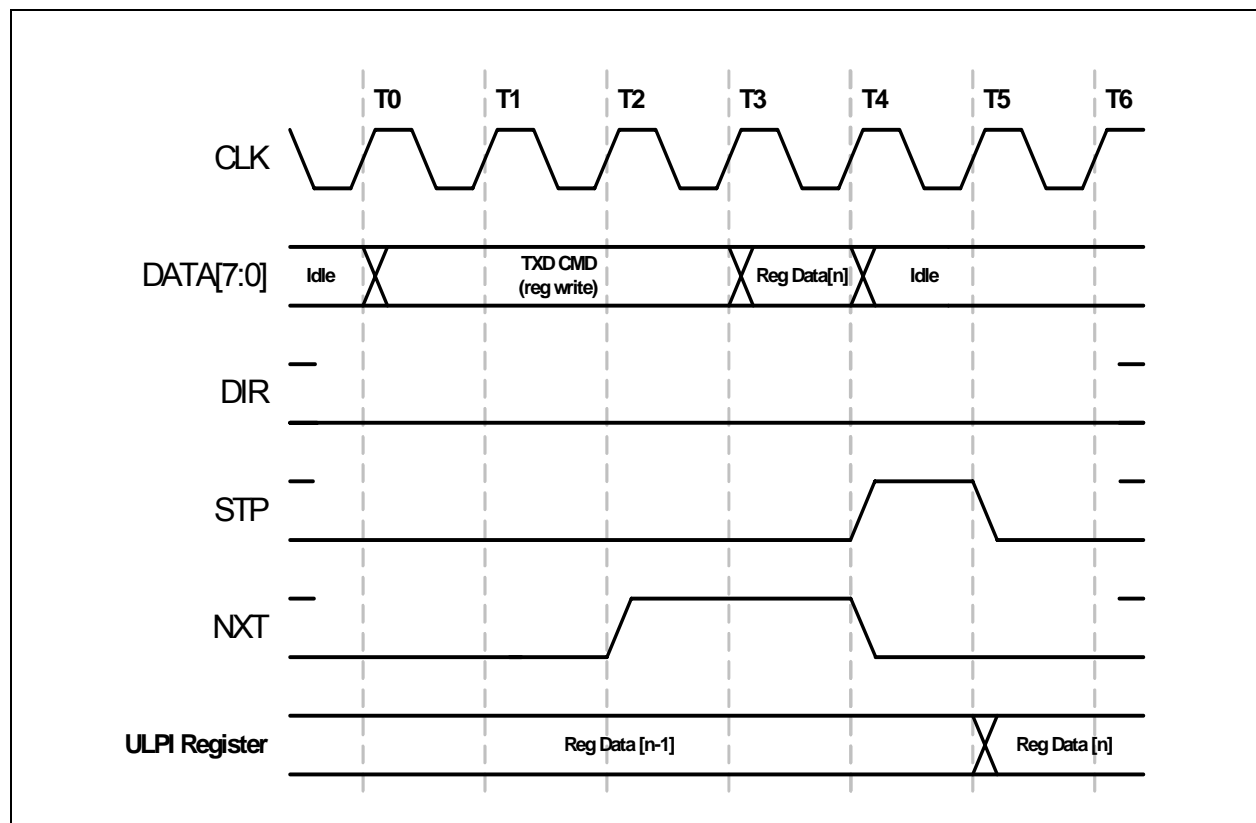 T0 T1 T2 T3 T4 T5 T6
CLK
DATA[7:0]
Idle
TXD CMD
(reg write)
Reg Data[n]
Idle
DIR
STP
NXT
ULPI Register
Reg Data [n-1]
Reg Data [n]